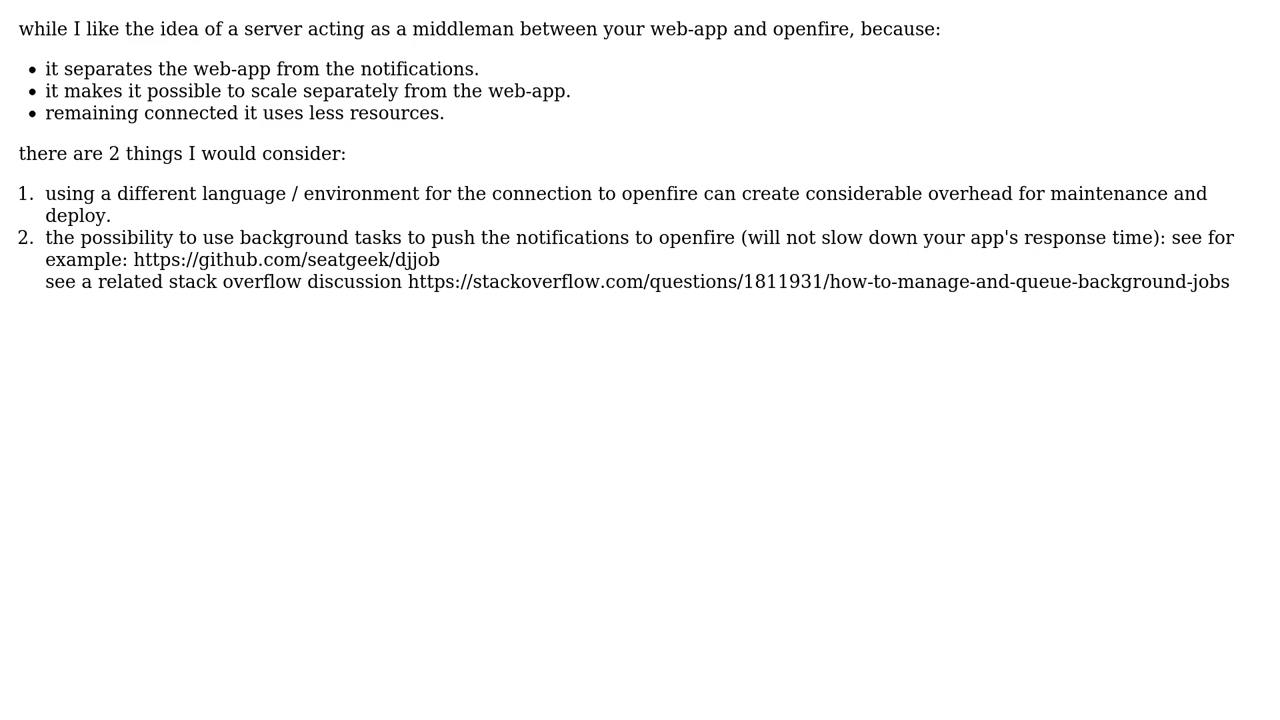 while I like the idea of a server acting as a middleman between your web-app and openfire, because:
• it separates the web-app from the notifications.
• it makes it possible to scale separately from the web-app.
• remaining connected it uses less resources.
there are 2 things I would consider:
1. using a different language / environment for the connection to openfire can create considerable overhead for maintenance and
deploy.
2. the possibility to use background tasks to push the notifications to openfire (will not slow down your app's response time): see for
example: https://github.com/seatgeek/djjob
see a related stack overflow discussion https://stackoverflow.com/questions/1811931/how-to-manage-and-queue-background-jobs